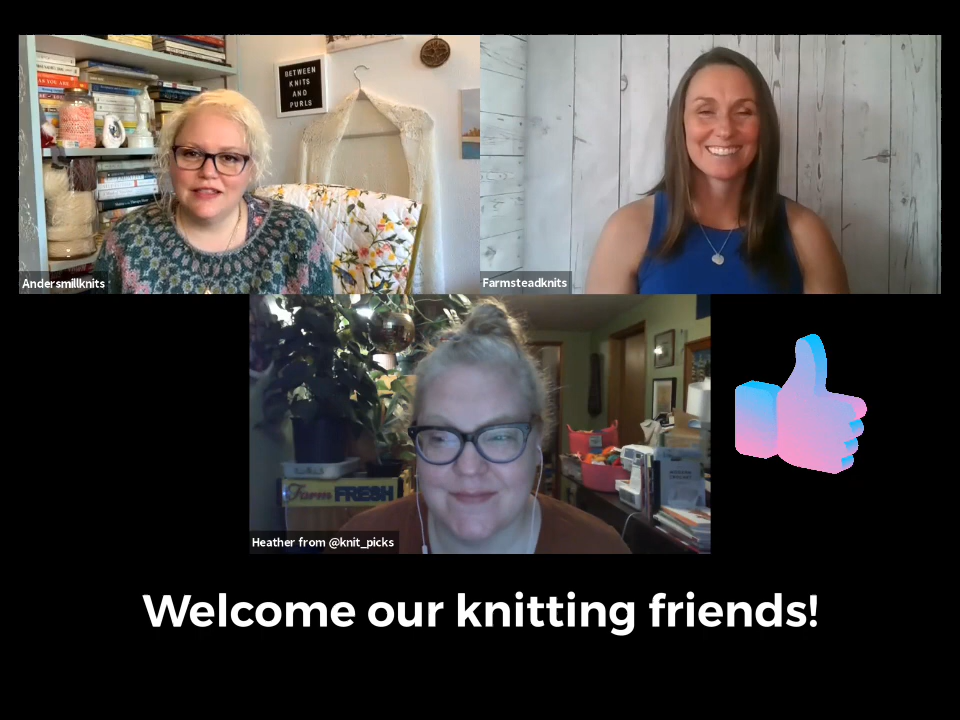 BETWEEN
KNITS
AND
PURLS
Andersmillknits
Farmsteadknits
Farm FRESH
Heather from @knit_picks
Welcome our knitting friends!